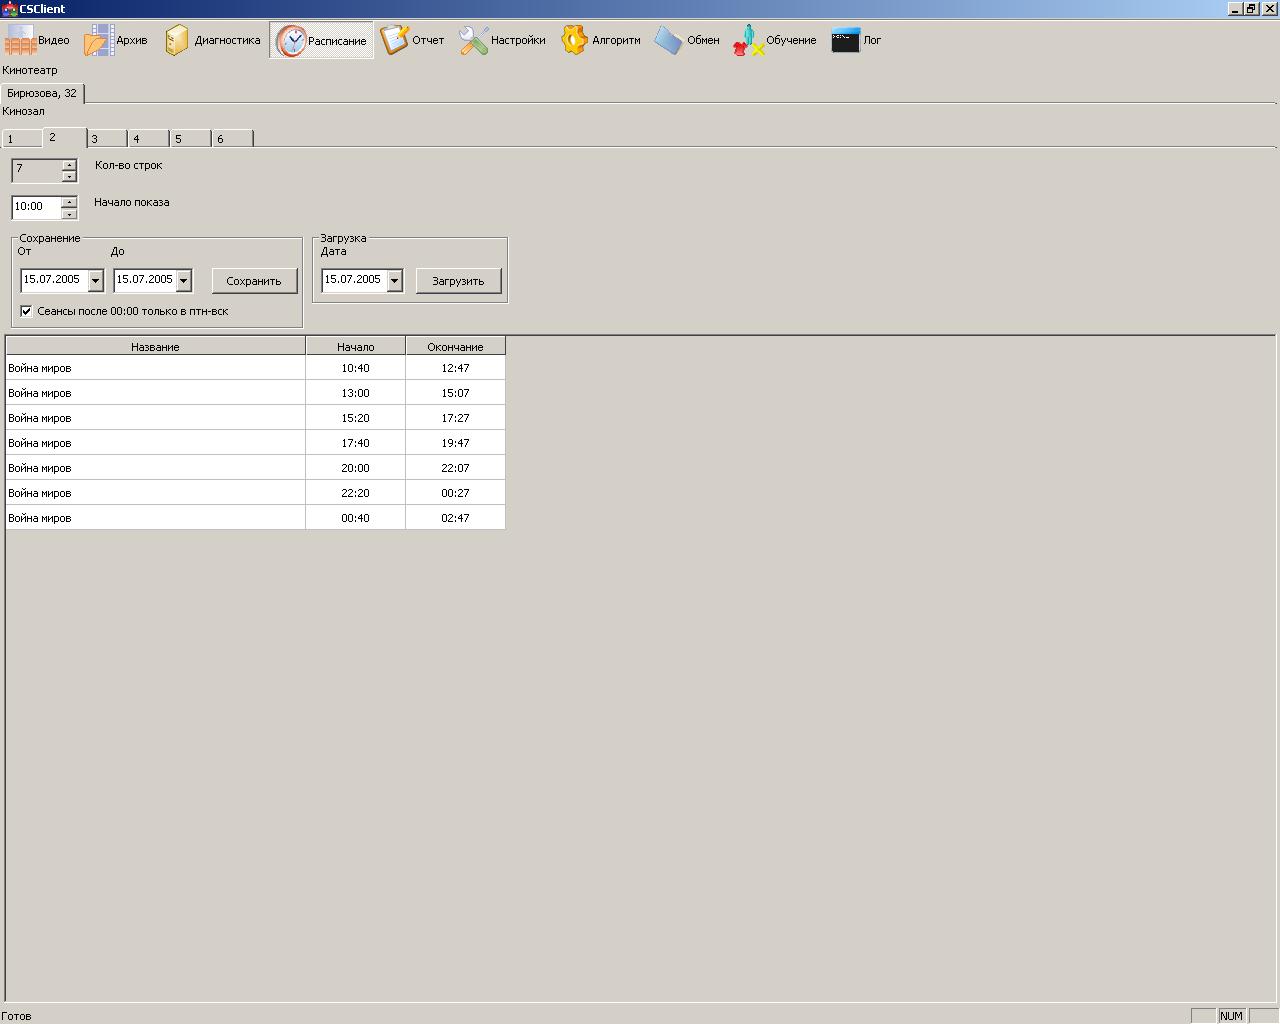 CSClient
Видео Архив Диагностика Расписание Отчет Настройки Алгоритм Обмен Обучение Лог
Кинотеатр
Бирюзова, 32
Кинозал
1 2 3 4 5 6
7 Кол-во строк
10:00 Начало показа
Сохранение Загрузка
От До Дата
15.07.2005 15.07.2005 Сохранить 15.07.2005 Загрузить
Сеансы после 00:00 только в птн-вск
Название Начало Окончание
Война миров 10:40 12:47
Война миров 13:00 15:07
Война миров 15:20 17:27
Война миров 17:40 19:47
Война миров 20:00 22:07
Война миров 22:20 00:27
Война миров 00:40 02:47
Готов NUM